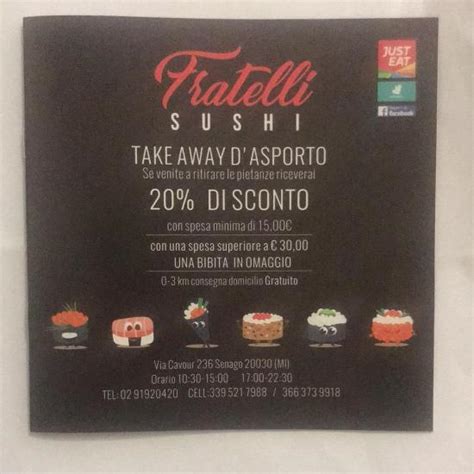 JUST
EAT
Fratelli
SUSHI
facebook
TAKE AWAY D'ASPORTO
Se venite a ritirare le pietanze riceverai
20% DI SCONTO
con spesa minima di 15,00€
con una spesa superiore a € 30,00
UNA BIBITA IN OMAGGIO
0-3 km consegna domicilio Gratuito
Via Cavour 236 Senago 20030 (MI)
Orario 10:30-15:00 17:00-22:30
TEL: 02 91920420 CELL:339 521 7988 / 366 373 9918